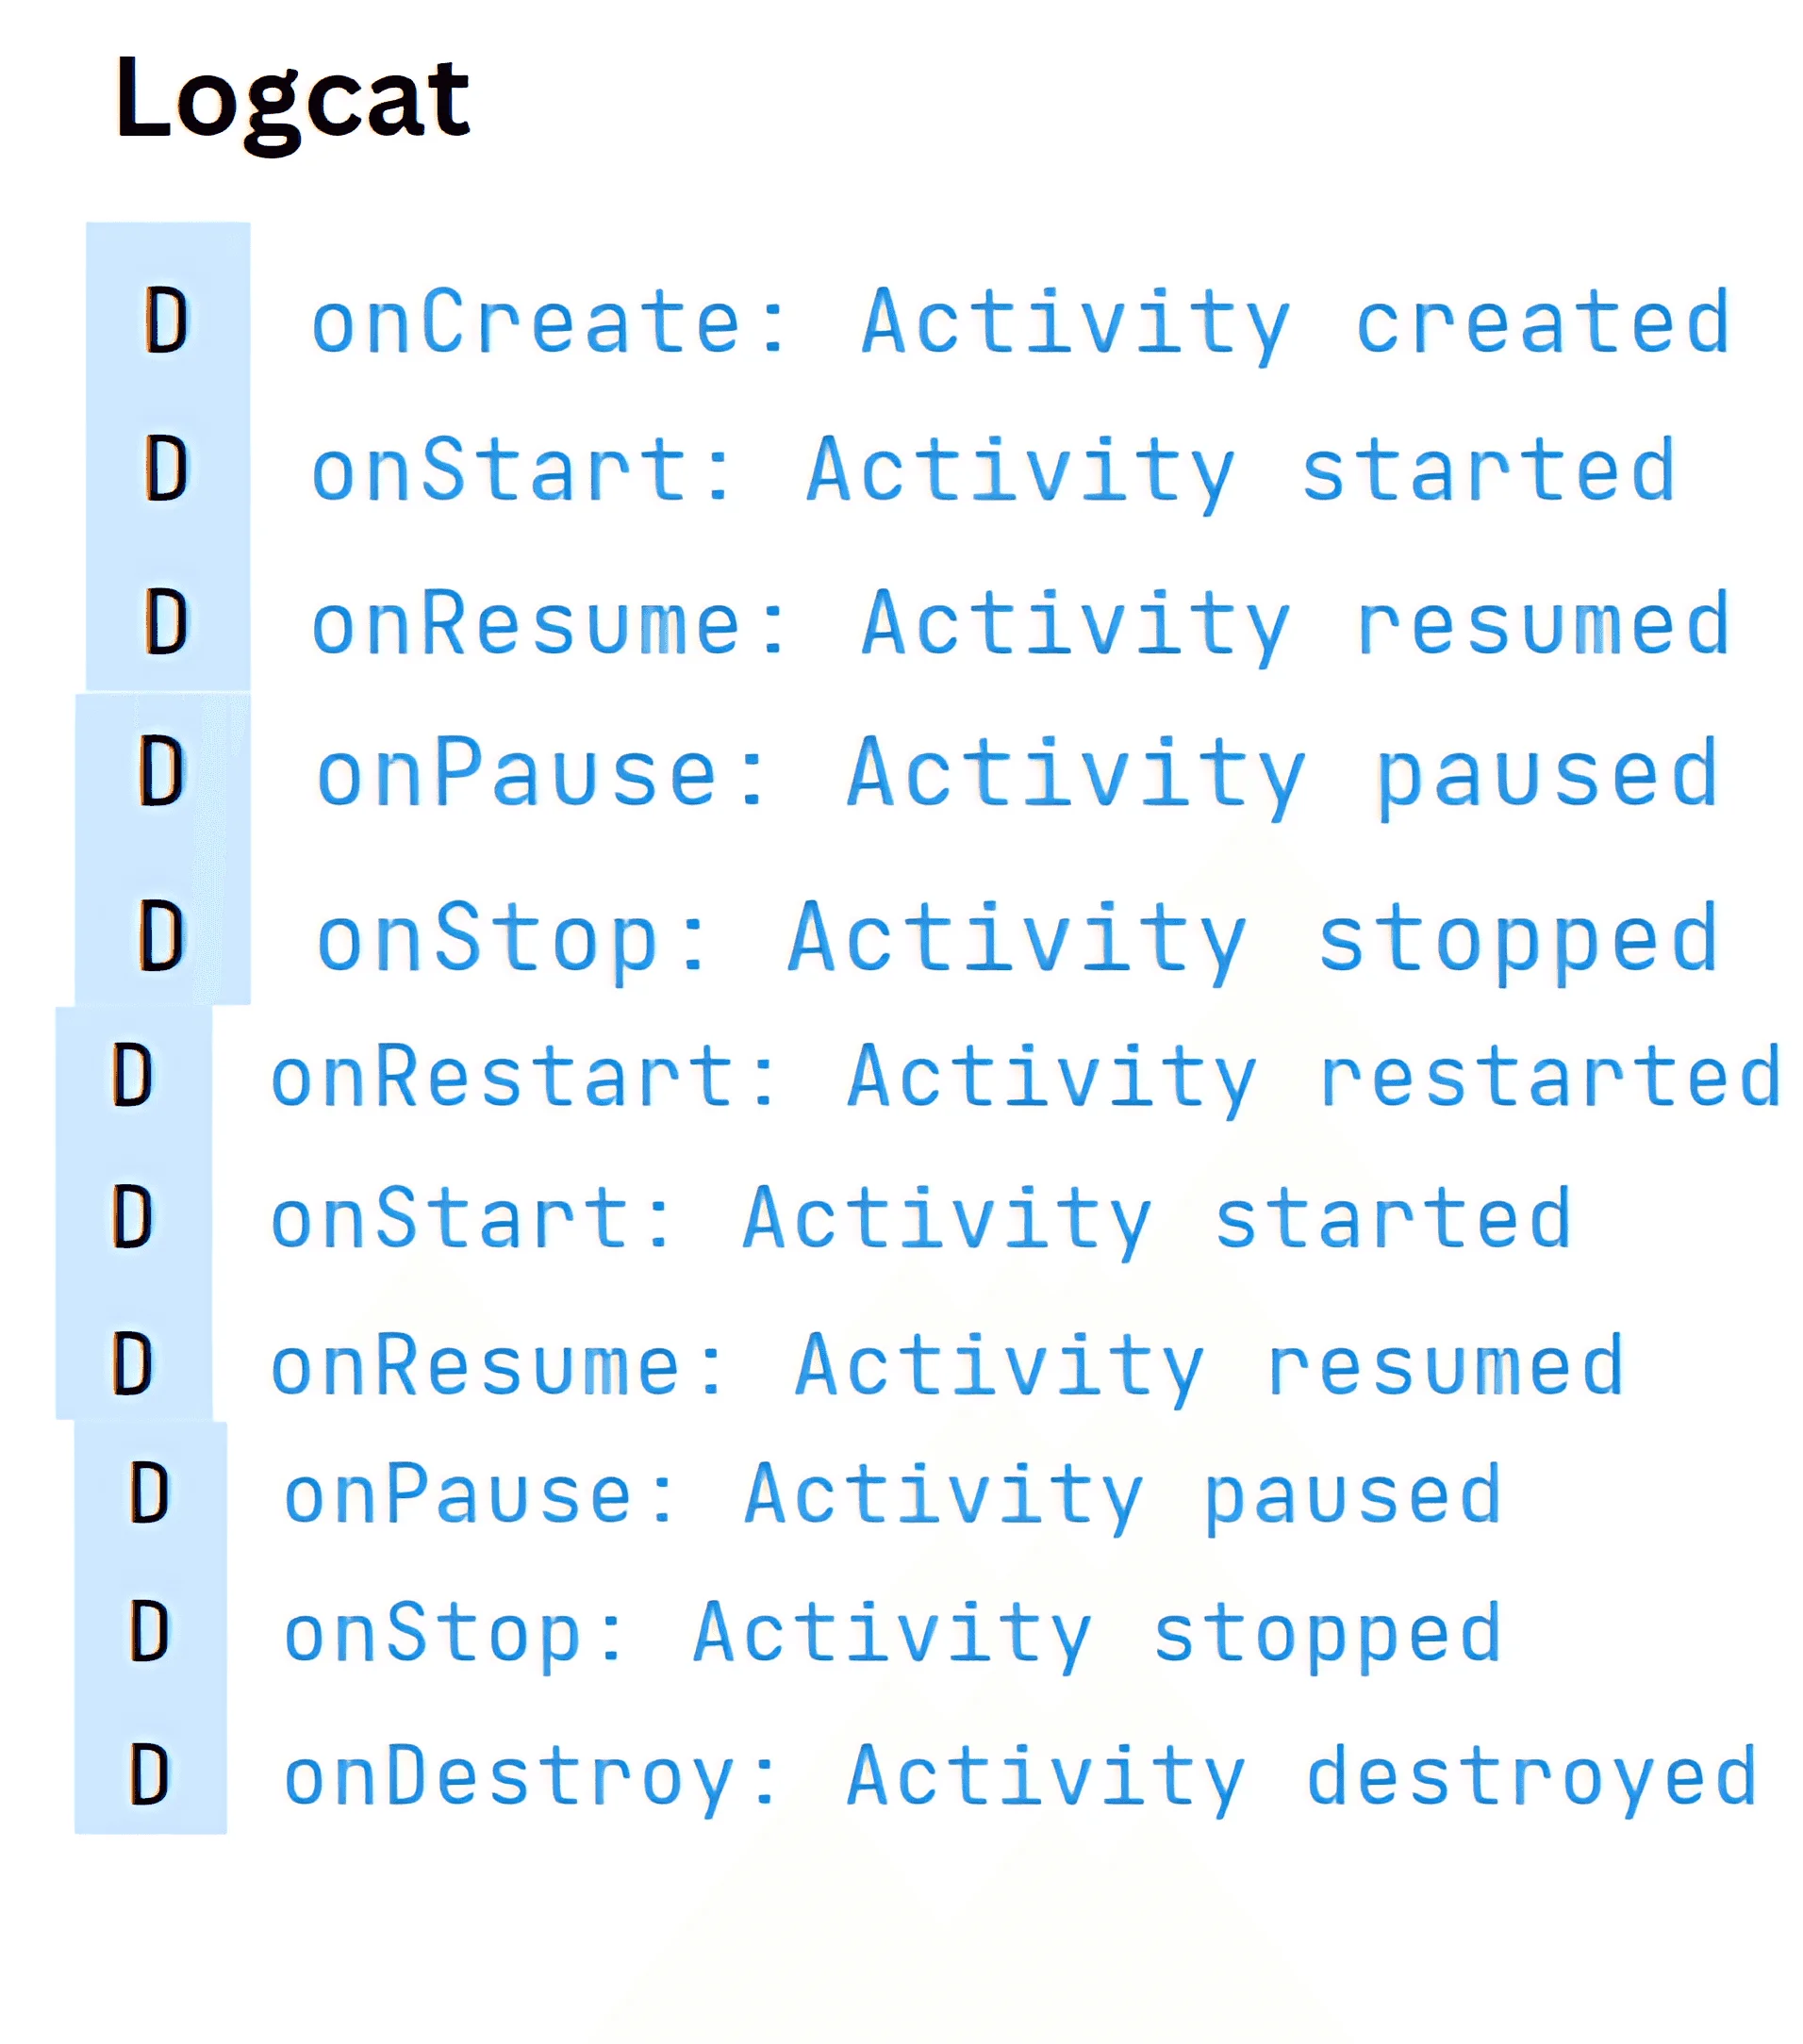 Logcat
D onCreate: Activity created
D onStart: Activity started
D onResume: Activity resumed
D onPause: Activity paused
D onStop: Activity stopped
D onRestart: Activity restarted
D onStart: Activity started
D onResume: Activity resumed
D onPause: Activity paused
D onStop: Activity stopped
D onDestroy: Activity destroyed